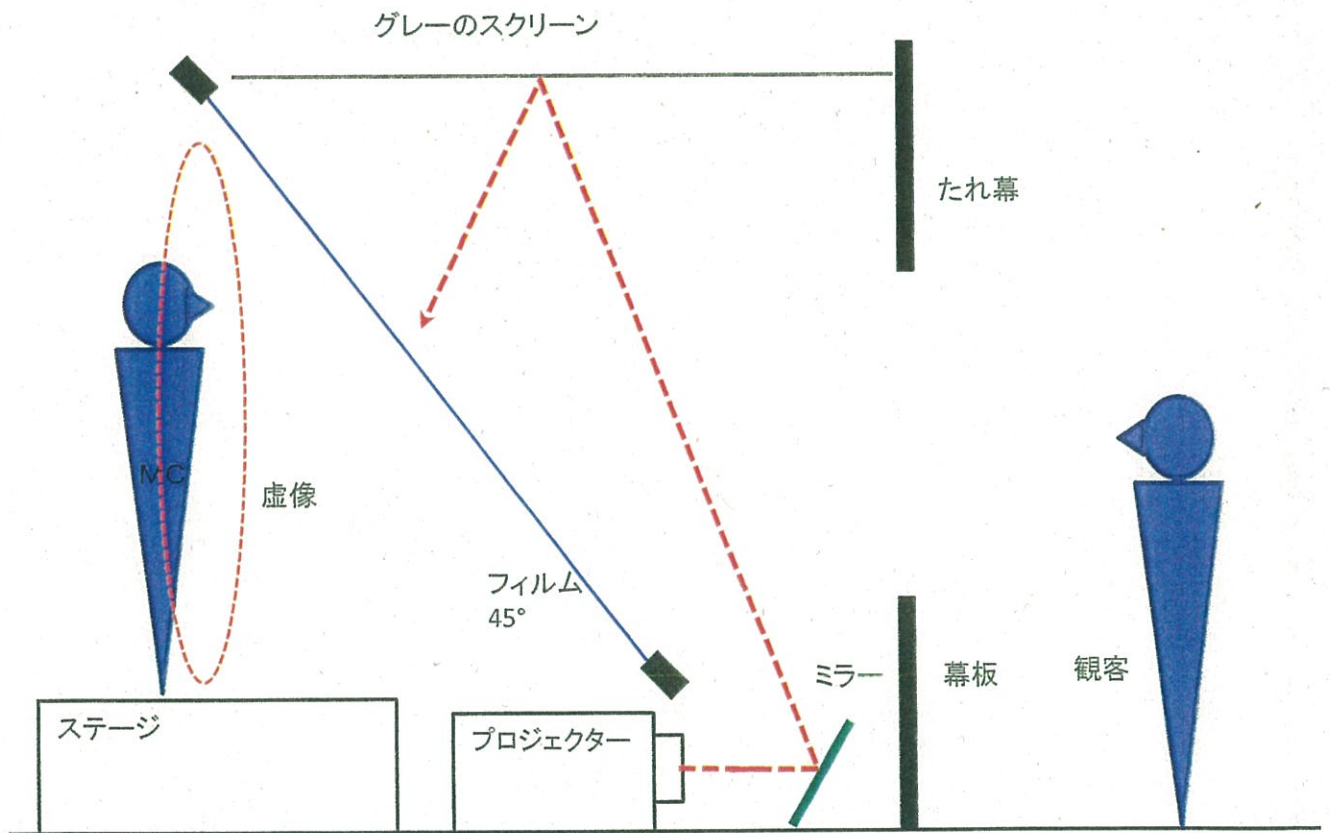 グレーのスクリーン
たれ幕
MC
虚像
フィルム
45°
ミラー
幕板
観客
ステージ
プロジェクター